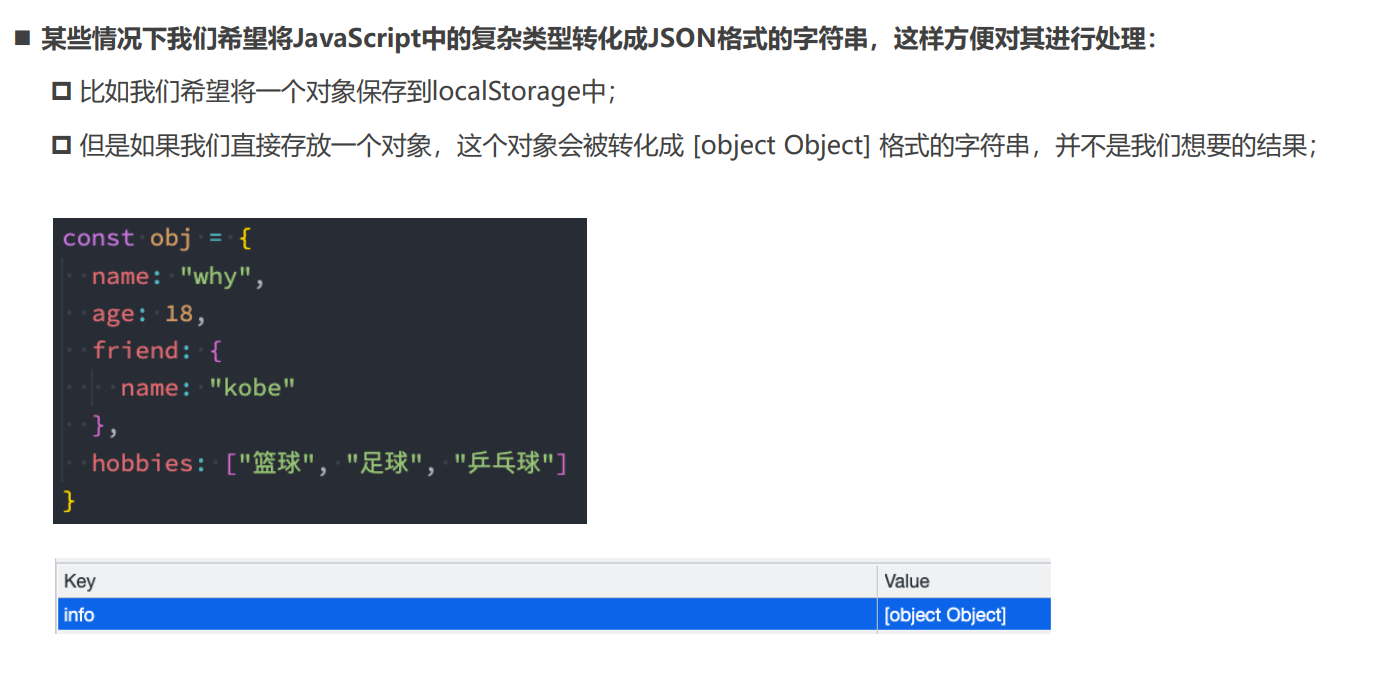 ■ 某些情况下我们希望将JavaScript中的复杂类型转化成JSON格式的字符串，这样方便对其进行处理：
比如我们希望将一个对象保存到localStorage中；
但是如果我们直接存放一个对象，这个对象会被转化成 [object Object] 格式的字符串，并不是我们想要的结果；
const obj = {
  name: "why",
  age: 18,
  friend: {
    name: "kobe"
  },
  hobbies: ["篮球", "足球", "乒乓球"]
}
Key Value
info [object Object]